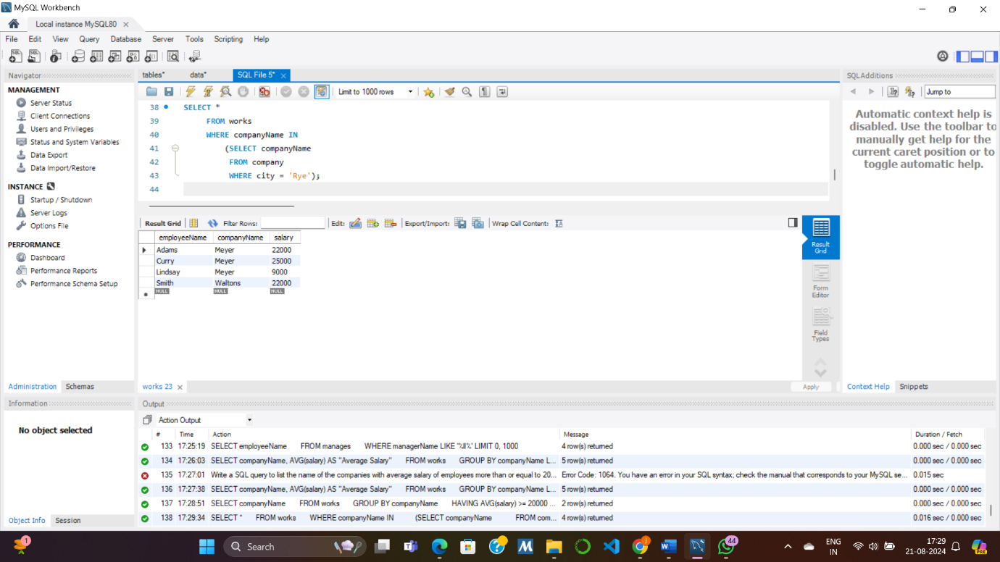 MySQL Workbench
Local instance MySQL80
File Edit View Query Database Server Tools Scripting Help
Navigator
MANAGEMENT
Server Status
Client Connections
Users and Privileges
Status and System Variables
Data Export
Data Import/Restore
INSTANCE
Startup / Shutdown
Server Logs
Options File
PERFORMANCE
Dashboard
Performance Reports
Performance Schema Setup
Administration Schemas
Information
No object selected
Object Info Session
tables* data* SQL File 5*
Limit to 1000 rows
38 SELECT *
39 FROM works
40 WHERE companyName IN
41 (SELECT companyName
42 FROM company
43 WHERE city = 'Rye');
44
Result Grid Filter Rows: Edit: Export/Import: Wrap Cell Content:
employeeName companyName salary
Adams Meyer 22000
Curry Meyer 25000
Lindsay Meyer 9000
Smith Waltons 22000
NULL NULL NULL
Result
Grid
Form
Editor
Field
Types
works 23
Apply
SQLAdditions
Jump to
Automatic context help is
disabled. Use the toolbar to
manually get help for the
current caret position or to
toggle automatic help.
Context Help Snippets
Output
Action Output
# Time Action Message Duration / Fetch
133 17:25:19 SELECT employeeName FROM manages WHERE managerName LIKE '%ll%' LIMIT 0, 1000 4 row(s) returned 0.000 sec / 0.000 sec
134 17:26:03 SELECT companyName, AVG(salary) AS "Average Salary" FROM works GROUP BY companyName L... 5 row(s) returned 0.000 sec / 0.000 sec
135 17:27:01 Write a SQL query to list the name of the companies with average salary of employees more than or equal to 20... Error Code: 1064. You have an error in your SQL syntax; check the manual that corresponds to your MySQL se... 0.015 sec
136 17:27:38 SELECT companyName, AVG(salary) AS "Average Salary" FROM works GROUP BY companyName L... 5 row(s) returned 0.000 sec / 0.000 sec
137 17:28:51 SELECT companyName FROM works GROUP BY companyName HAVING AVG(salary) >= 20000 ... 2 row(s) returned 0.000 sec / 0.000 sec
138 17:29:34 SELECT * FROM works WHERE companyName IN (SELECT companyName FROM com... 4 row(s) returned 0.016 sec / 0.000 sec
1
Search
44
ENG
IN
17:29
21-08-2024
PRE